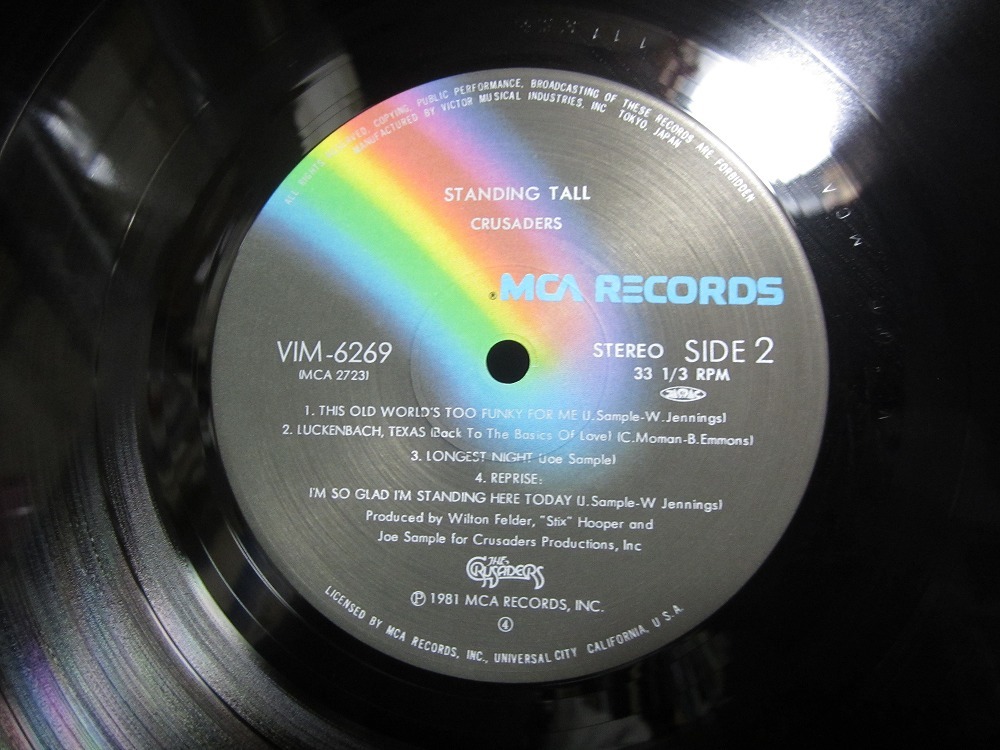 ALL RIGHTS RESERVED. COPYING, PUBLIC PERFORMANCE, BROADCASTING OF THESE RECORDS ARE FORBIDDEN
MANUFACTURED BY VICTOR MUSICAL INDUSTRIES, INC TOKYO, JAPAN
STANDING TALL
CRUSADERS
® MCA RECORDS
VIM-6269
(MCA 2723)
STEREO SIDE 2
33 1/3 RPM
1. THIS OLD WORLD'S TOO FUNKY FOR ME (J.Sample-W.Jennings)
2. LUCKENBACH, TEXAS (Back To The Basics Of Love) (C.Moman-B.Emmons)
3. LONGEST NIGHT (Joe Sample)
4. REPRISE:
I'M SO GLAD I'M STANDING HERE TODAY (J.Sample-W Jennings)
Produced by Wilton Felder, "Stix" Hooper and
Joe Sample for Crusaders Productions, Inc
THE CRUSADERS
℗ 1981 MCA RECORDS, INC.
④
LICENSED BY MCA RECORDS, INC., UNIVERSAL CITY CALIFORNIA, U.S.A.